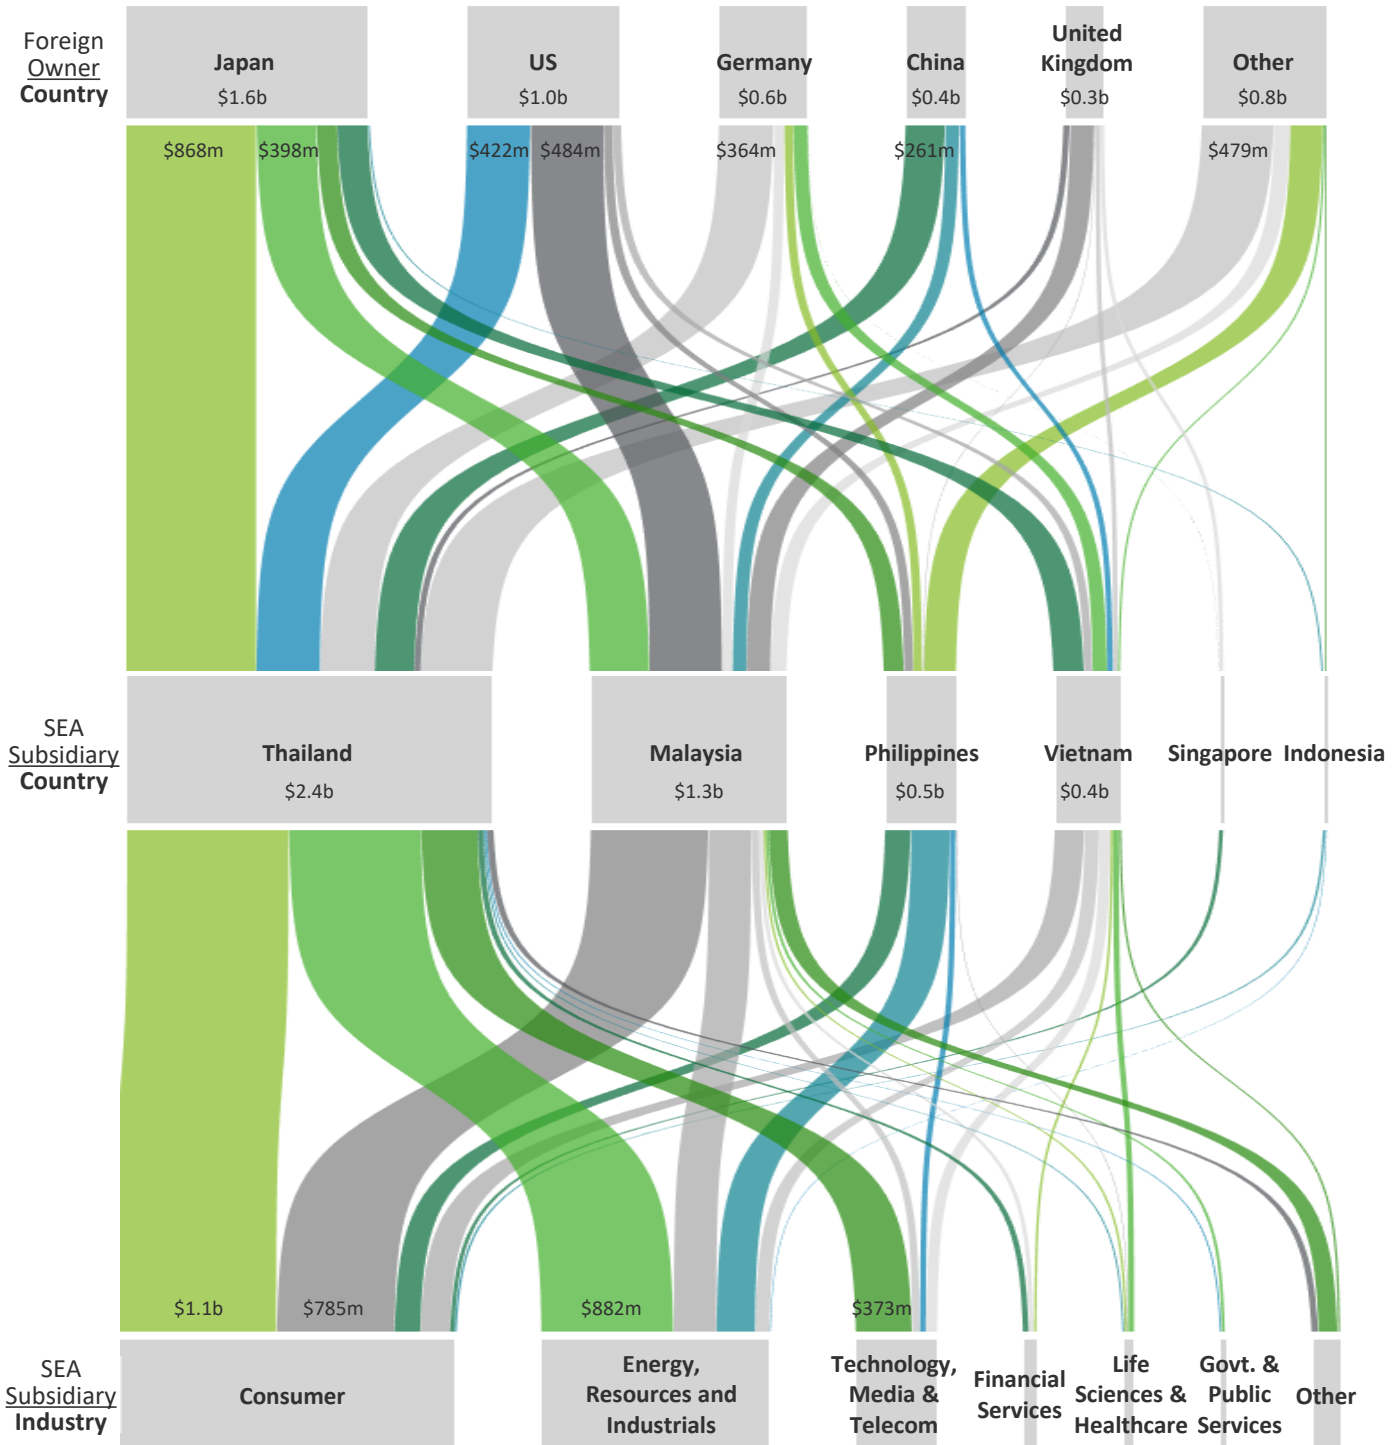 Foreign
Owner
Country
Japan
$1.6b
US
$1.0b
Germany
$0.6b
China
$0.4b
United
Kingdom
$0.3b
Other
$0.8b
$868m
$398m
$422m
$484m
$364m
$261m
$479m
SEA
Subsidiary
Country
Thailand
$2.4b
Malaysia
$1.3b
Philippines
$0.5b
Vietnam
$0.4b
Singapore
Indonesia
$1.1b
$785m
$882m
$373m
SEA
Subsidiary
Industry
Consumer
Energy,
Resources and
Industrials
Technology,
Media &
Telecom
Financial
Services
Life
Sciences &
Healthcare
Govt. &
Public
Services
Other